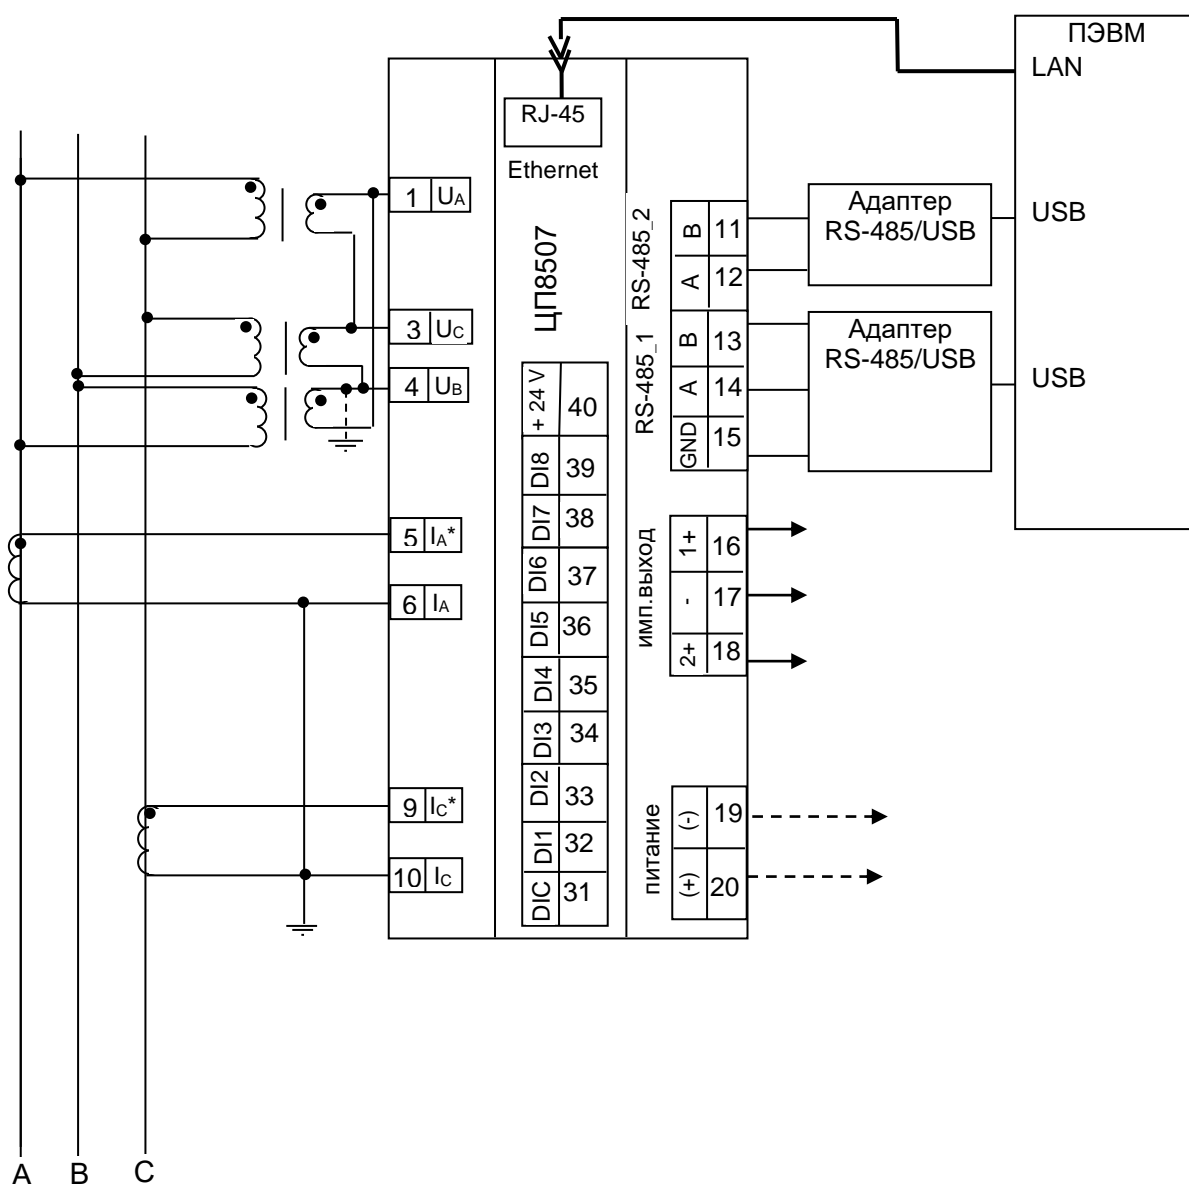 ПЭВМ
LAN
RJ-45
Ethernet
1 UA
ЦП8507
RS-485_2
B 11
A 12
Адаптер
RS-485/USB
USB
3 UC
4 UB
RS-485_1
B 13
A 14
GND 15
Адаптер
RS-485/USB
USB
+ 24 V 40
DI8 39
DI7 38
DI6 37
DI5 36
DI4 35
DI3 34
DI2 33
DI1 32
DIC 31
5 IA*
6 IA
имп.выход
1+ 16
- 17
2+ 18
9 IC*
10 IC
питание
(-) 19
(+) 20
A B C